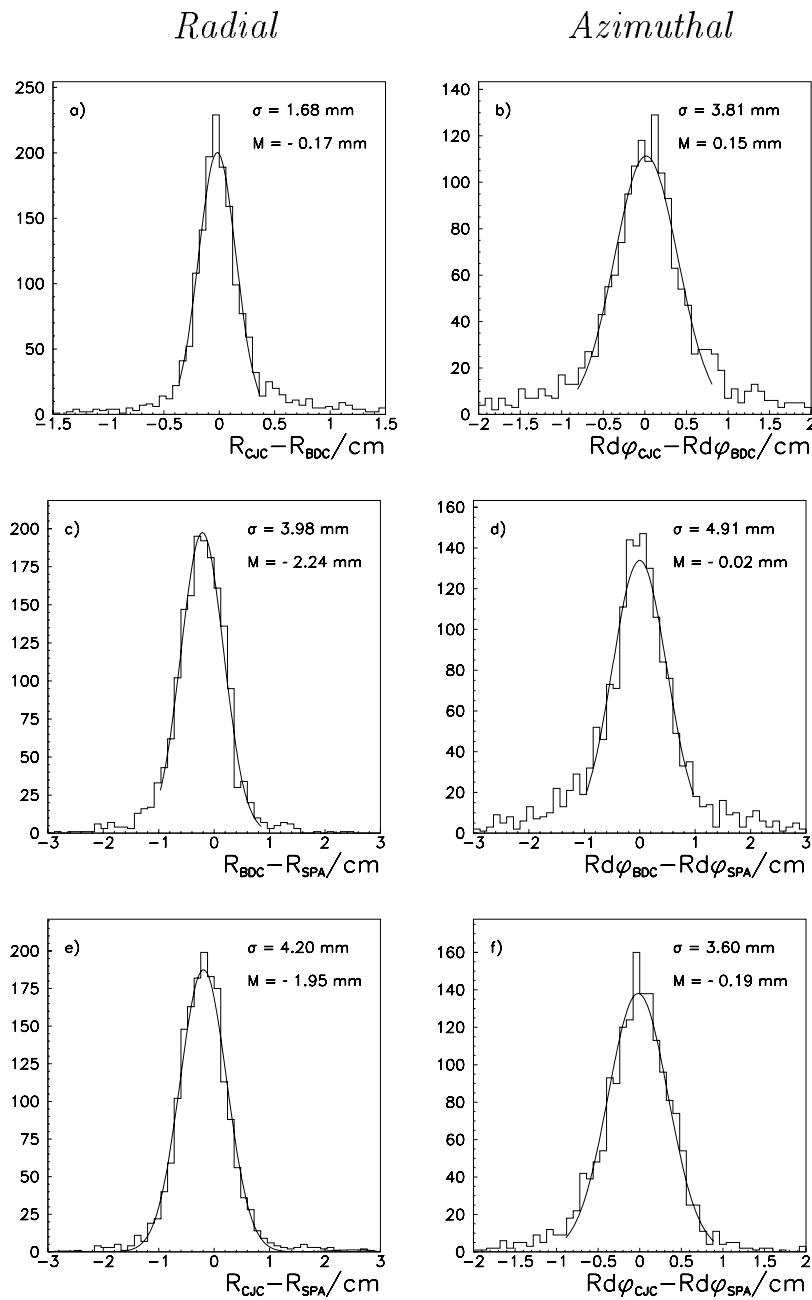 Radial Azimuthal
a) σ = 1.68 mm
M = - 0.17 mm
250
200
150
100
50
0
-1.5 -1 -0.5 0 0.5 1 1.5
R_CJC-R_BDC/cm
b) σ = 3.81 mm
M = 0.15 mm
140
120
100
80
60
40
20
0
-2 -1.5 -1 -0.5 0 0.5 1 1.5 2
Rdφ_CJC-Rdφ_BDC/cm
c) σ = 3.98 mm
M = - 2.24 mm
200
175
150
125
100
75
50
25
0
-3 -2 -1 0 1 2 3
R_BDC-R_SPA/cm
d) σ = 4.91 mm
M = - 0.02 mm
160
140
120
100
80
60
40
20
0
-3 -2 -1 0 1 2 3
Rdφ_BDC-Rdφ_SPA/cm
e) σ = 4.20 mm
M = - 1.95 mm
200
175
150
125
100
75
50
25
0
-3 -2 -1 0 1 2 3
R_CJC-R_SPA/cm
f) σ = 3.60 mm
M = - 0.19 mm
160
140
120
100
80
60
40
20
0
-2 -1.5 -1 -0.5 0 0.5 1 1.5 2
Rdφ_CJC-Rdφ_SPA/cm